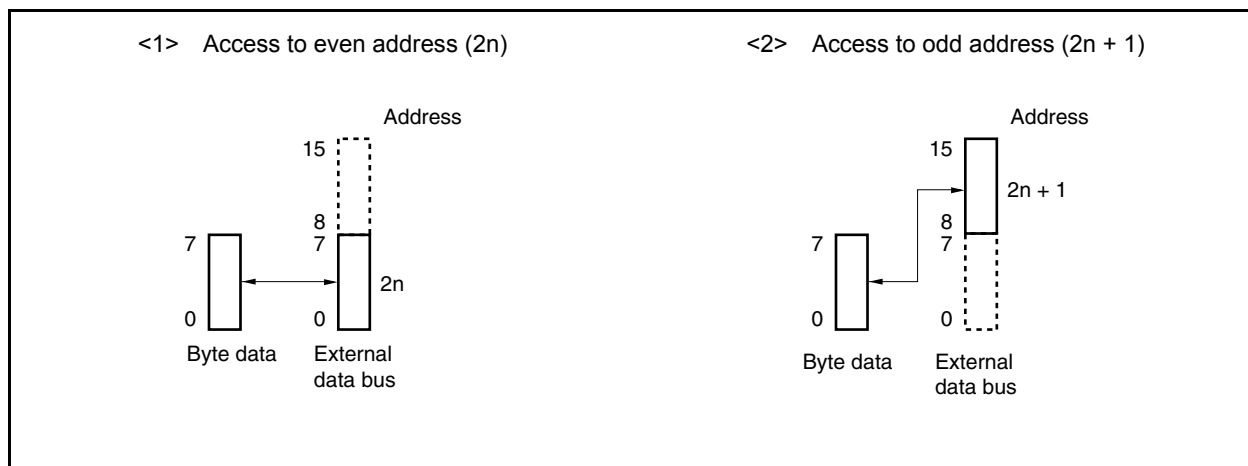 <1> Access to even address (2n)
Address
15
8
7
7
2n
0
0
Byte data
External
data bus
<2> Access to odd address (2n + 1)
Address
15
2n + 1
8
7
7
0
0
Byte data
External
data bus